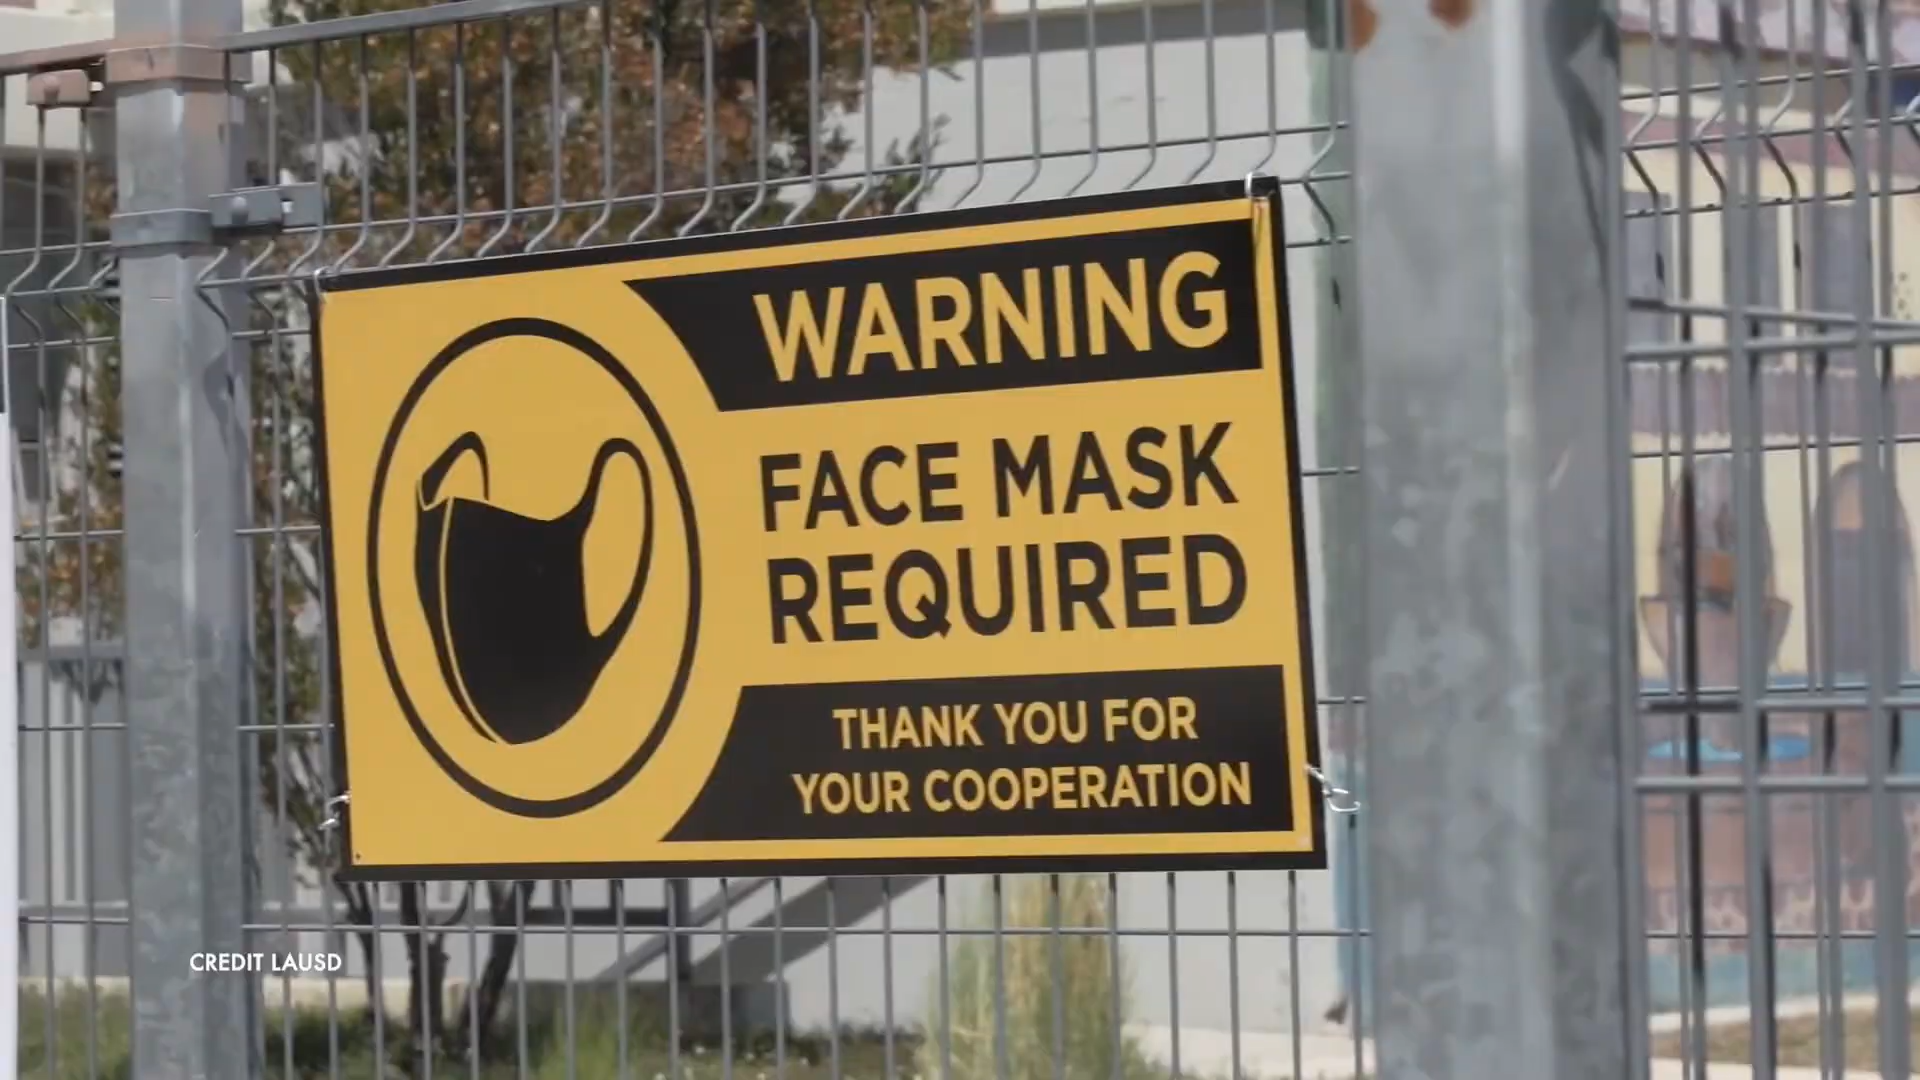 WARNING
FACE MASK
REQUIRED
THANK YOU FOR
YOUR COOPERATION
CREDIT LAUSD